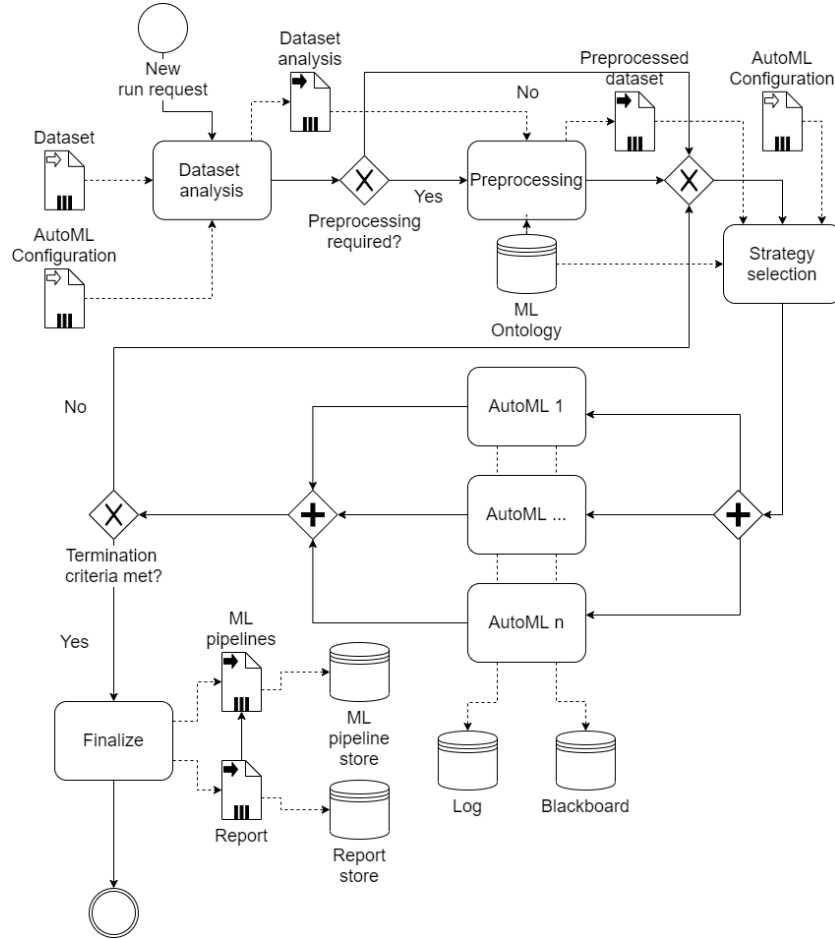 New
run request
Dataset
analysis
Preprocessed
dataset
AutoML
Configuration
No
Dataset
Dataset
analysis
Preprocessing
required?
Yes
Preprocessing
AutoML
Configuration
Strategy
selection
ML
Ontology
No
AutoML 1
AutoML ...
AutoML n
Termination
criteria met?
Yes
ML
pipelines
Finalize
ML
pipeline
store
Log
Blackboard
Report
Report
store